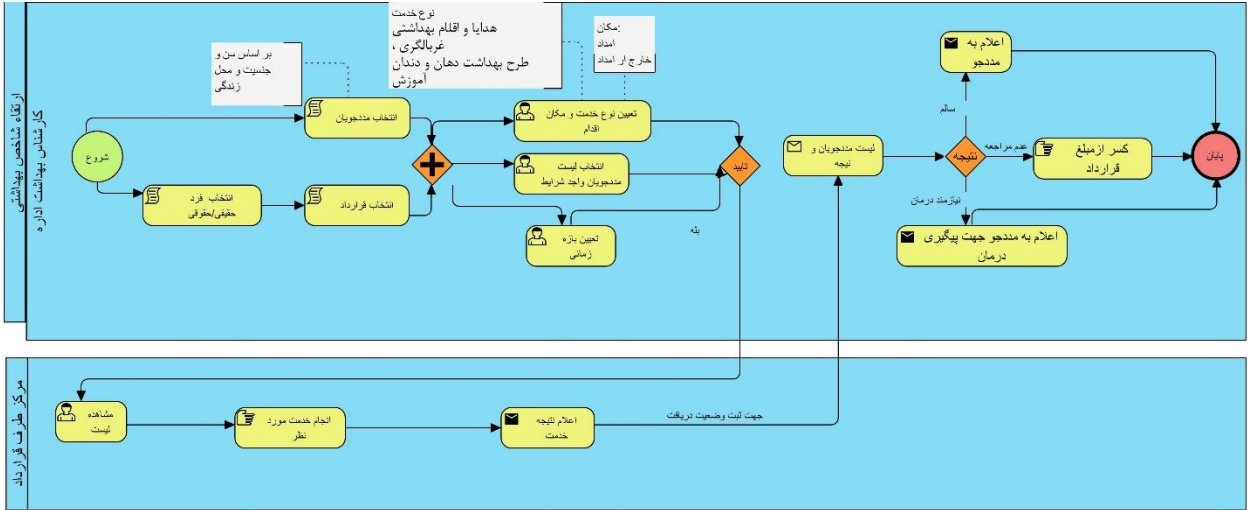 ارتقاء شاخص بهداشتی
کارشناس بهداشت اداره
شروع
بر اساس سن و
جنسیت و محل
زندگی
انتخاب مددجویان
انتخاب فرد
حقیقی/حقوقی
انتخاب قرارداد
نوع خدمت
هدایا و اقلام بهداشتی
غربالگری ،
طرح بهداشت دهان و دندان
آموزش
مکان:
امداد
خارج از امداد
تعیین نوع خدمت و مکان
اقدام
انتخاب لیست
مددجویان واجد شرایط
تعیین بازه
زمانی
تایید
بله
لیست مددجویان و
نیجه
نتیجه
سالم
عدم مراجعه
نیازمند درمان
اعلام به
مددجو
کسر ازمبلغ
قرارداد
اعلام به مددجو جهت پیگیری
درمان
پایان
مرکز طرف قرارداد
مشاهده
لیست
انجام خدمت مورد
نظر
اعلام نتیجه
خدمت
جهت ثبت وضعیت دریافت